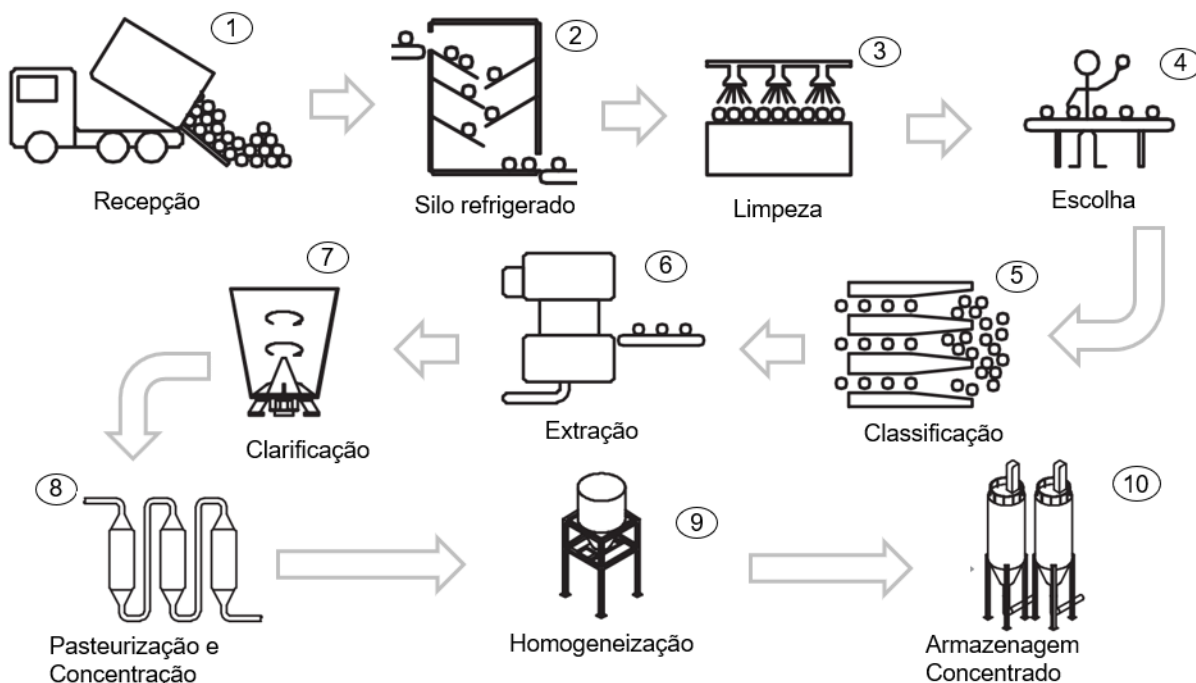 1
Recepção
2
Silo refrigerado
3
Limpeza
4
Escolha
5
Classificação
6
Extração
7
Clarificação
8
Pasteurização e
Concentração
9
Homogeneização
10
Armazenagem
Concentrado